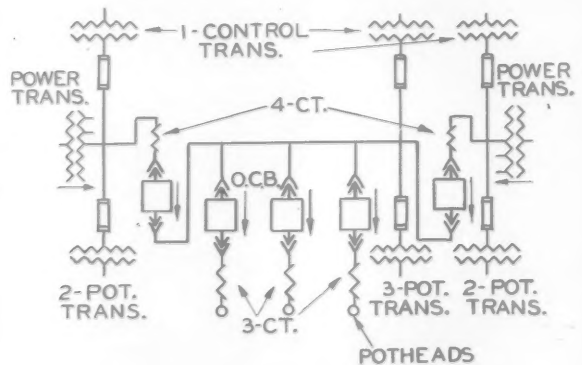 1-CONTROL
TRANS.
POWER
TRANS.
POWER
TRANS.
4-CT.
O.C.B.
2-POT.
TRANS.
3-CT.
3-POT.
TRANS.
2-POT.
TRANS.
POTHEADS